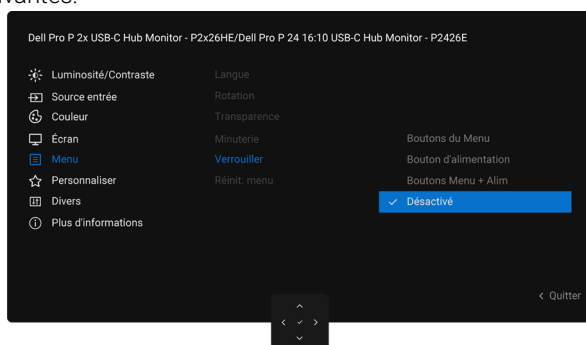 Dell Pro P 2x USB-C Hub Monitor - P2x26HE/Dell Pro P 24 16:10 USB-C Hub Monitor - P2426E
Luminosité/Contraste
Source entrée
Couleur
Écran
Menu
Personnaliser
Divers
Plus d'informations
Langue
Rotation
Transparence
Minuterie
Verrouiller
Réinit. menu
Boutons du Menu
Bouton d'alimentation
Boutons Menu + Alim
Désactivé
Quitter